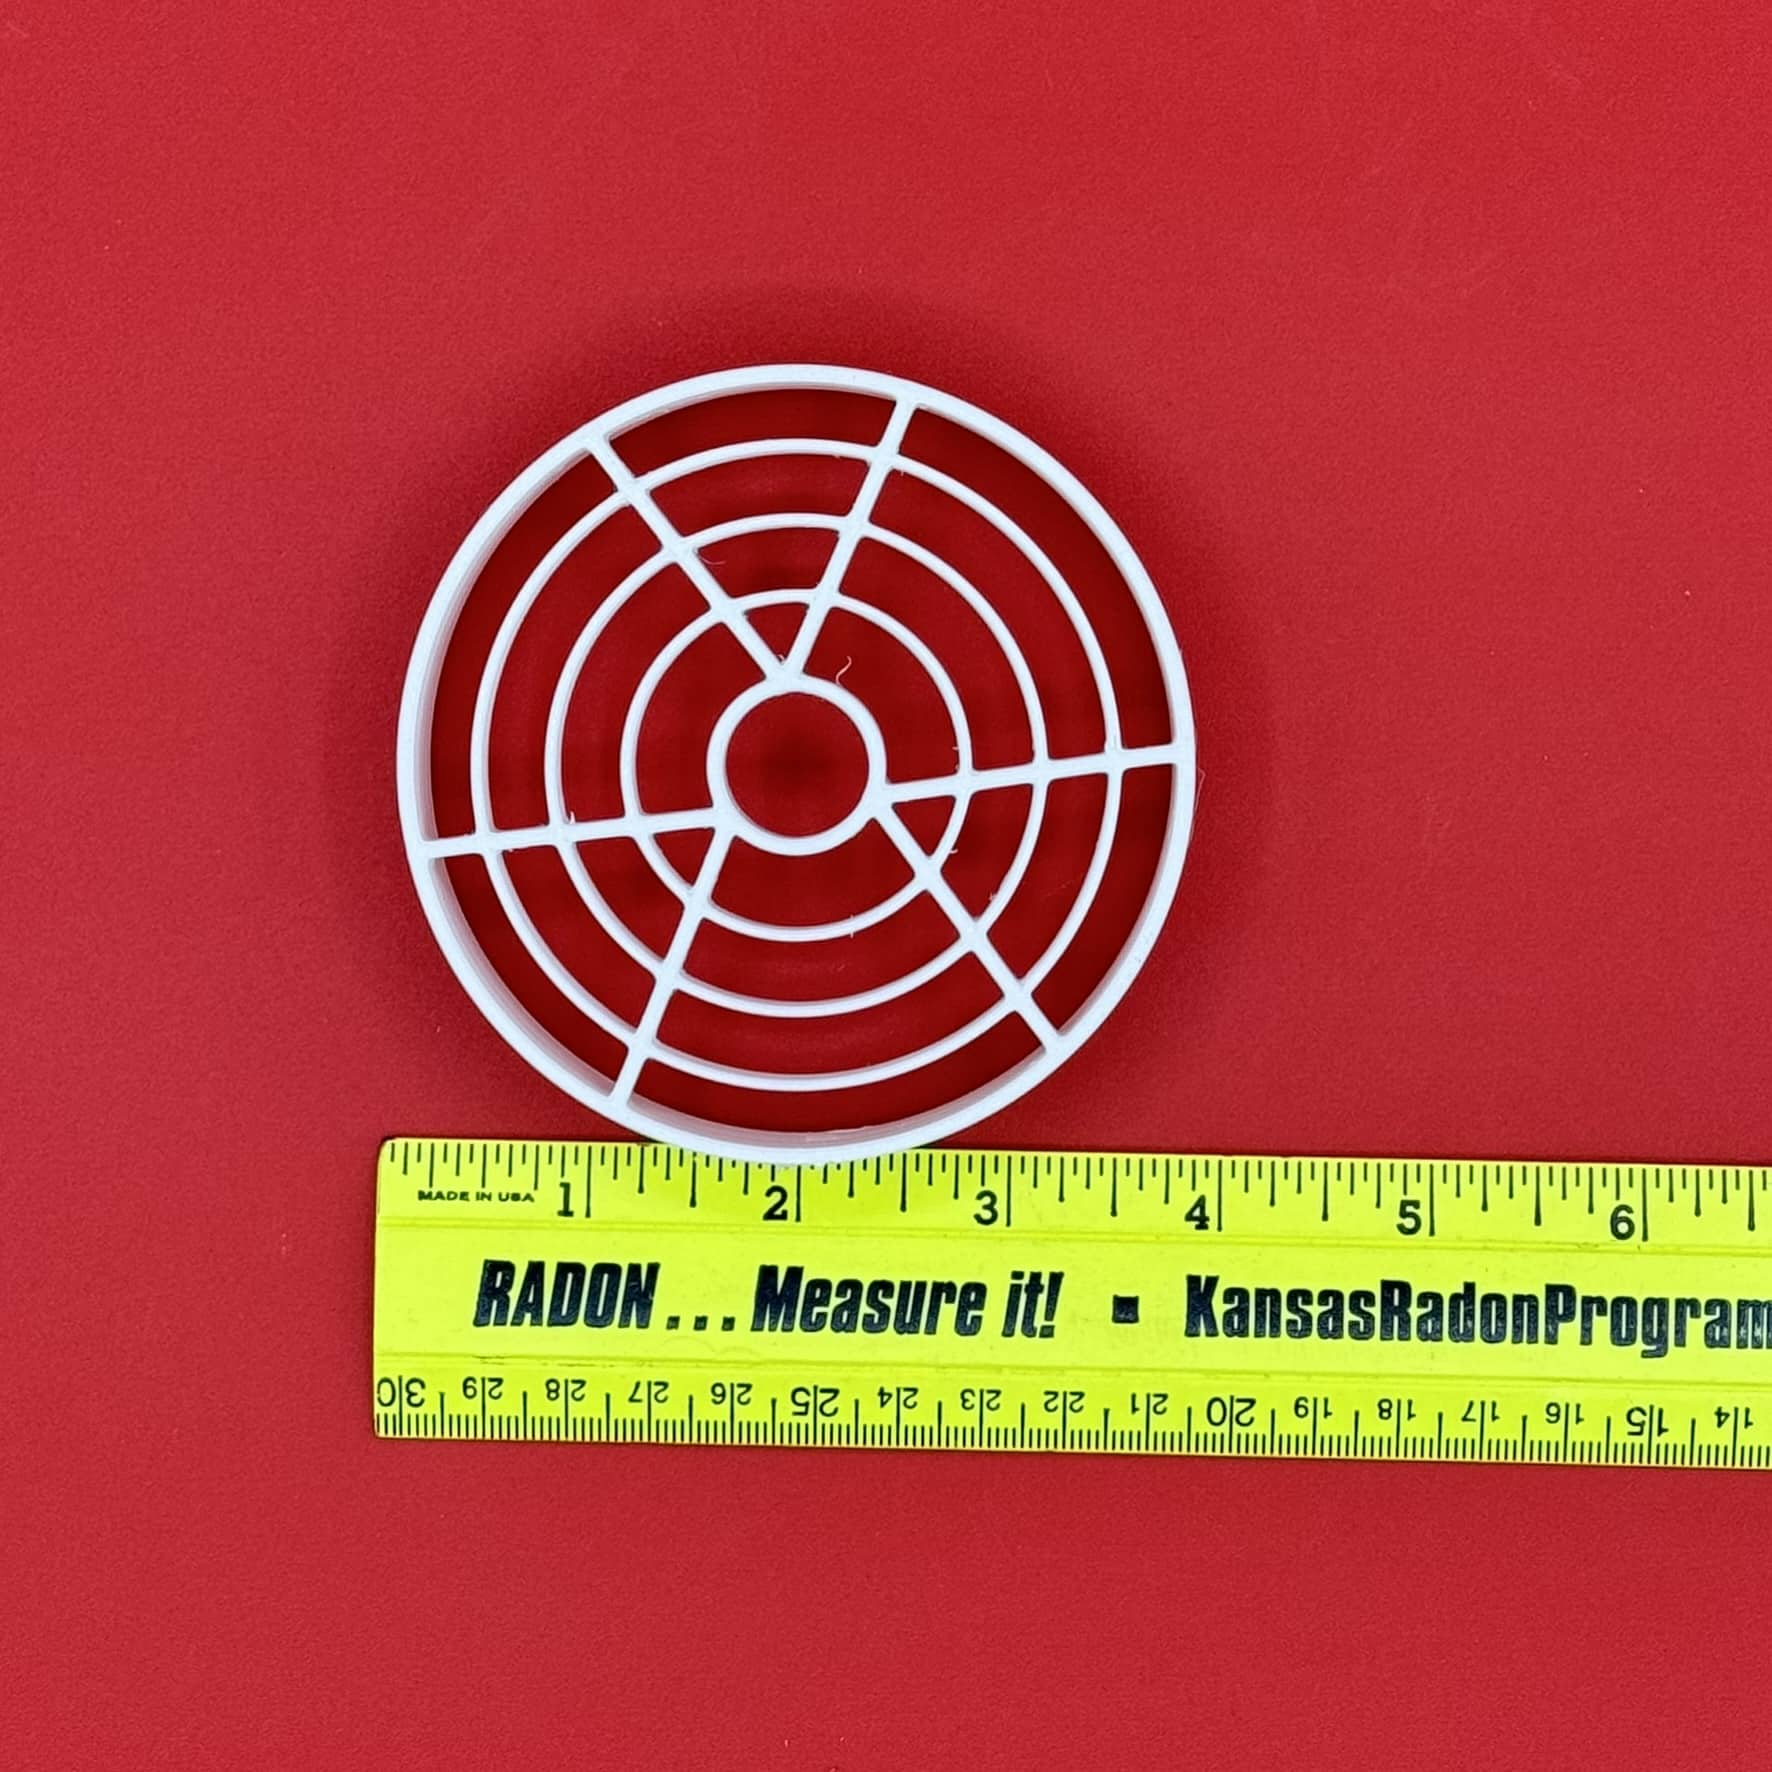 1 2 3 4 5 6
MADE IN USA
RADON... Measure it! ▪ KansasRadonProgram
30 29 28 27 26 25 24 23 22 21 20 19 18 17 16 15 14